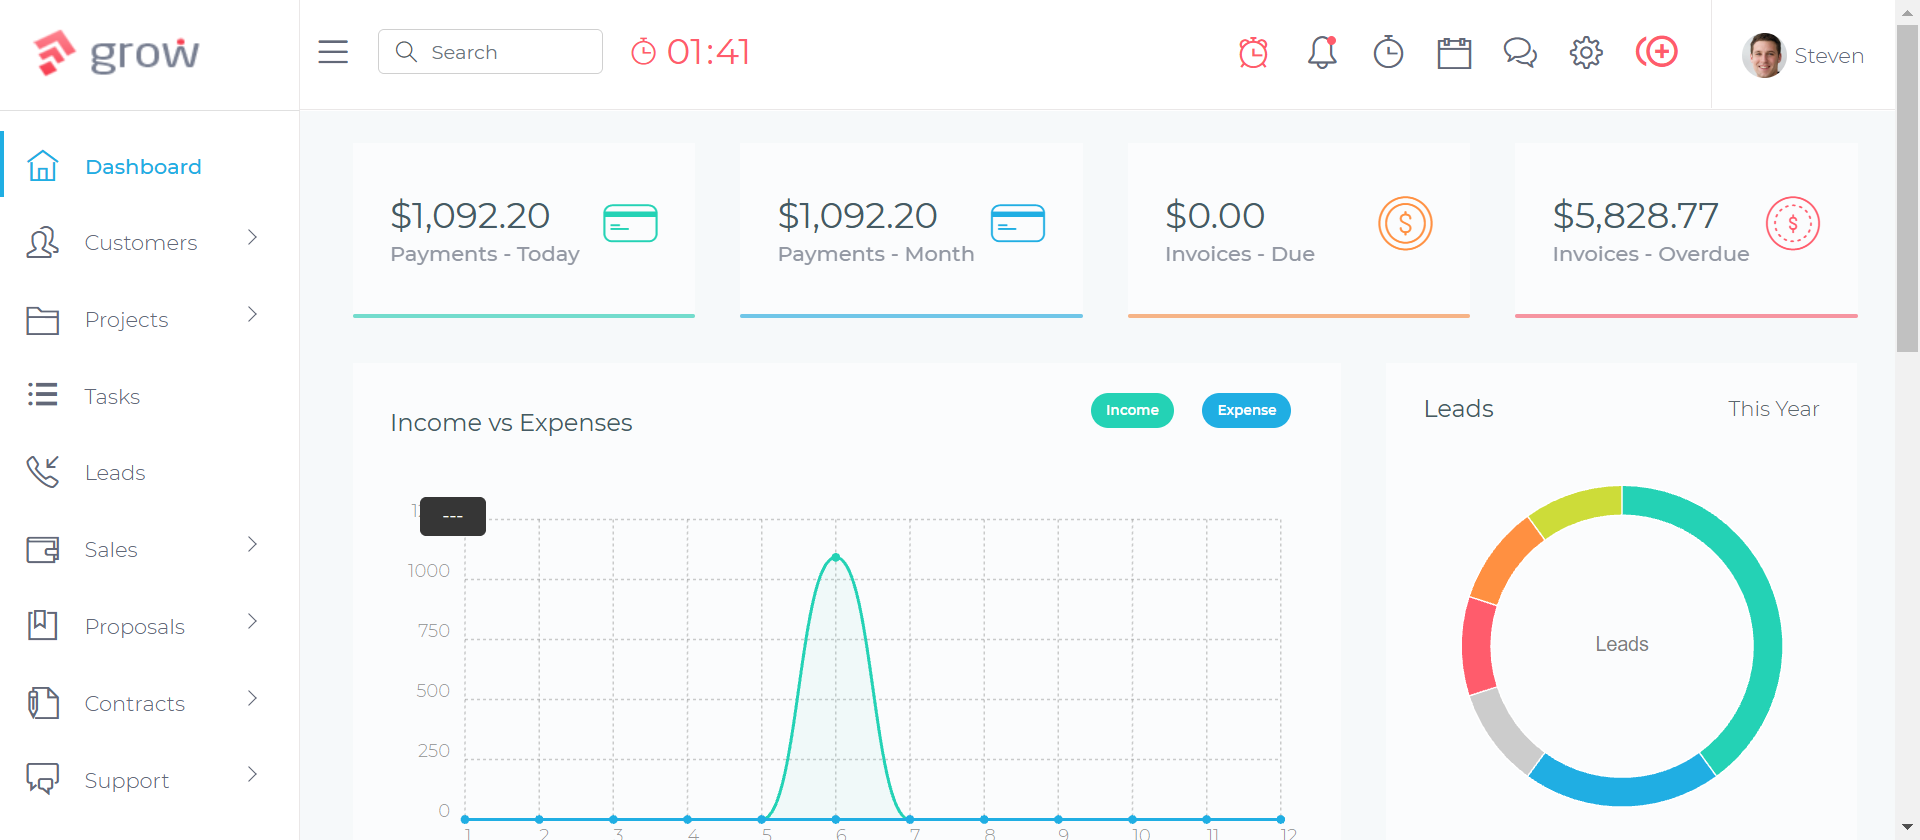 grow
Search
01:41
Steven
Dashboard
Customers
Projects
Tasks
Leads
Sales
Proposals
Contracts
Support
$1,092.20
Payments - Today
$1,092.20
Payments - Month
$0.00
Invoices - Due
$5,828.77
Invoices - Overdue
Income vs Expenses
Income
Expense
---
1000
750
500
250
0
1 2 3 4 5 6 7 8 9 10 11 12
Leads
This Year
Leads